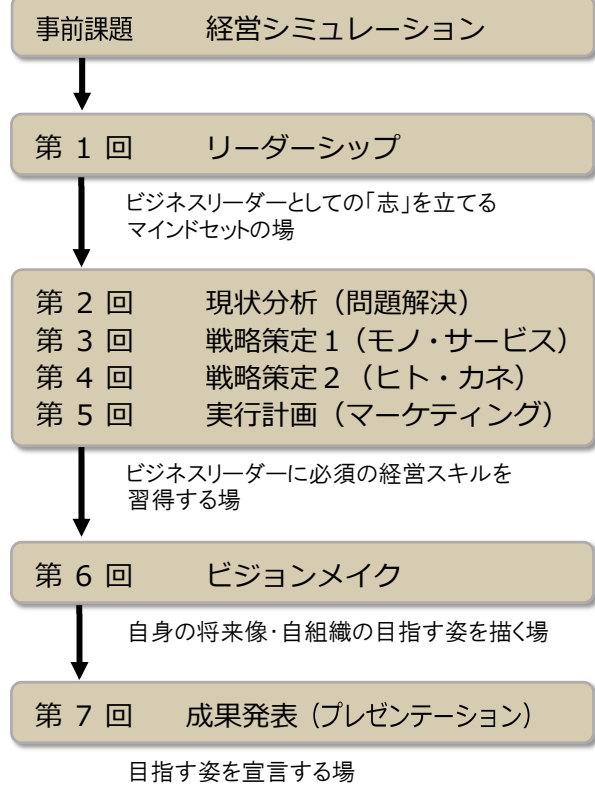 事前課題 経営シミュレーション
第 1 回 リーダーシップ
ビジネスリーダーとしての「志」を立てる
マインドセットの場
第 2 回 現状分析（問題解決）
第 3 回 戦略策定１（モノ・サービス）
第 4 回 戦略策定２（ヒト・カネ）
第 5 回 実行計画（マーケティング）
ビジネスリーダーに必須の経営スキルを
習得する場
第 6 回 ビジョンメイク
自身の将来像･自組織の目指す姿を描く場
第 7 回 成果発表（プレゼンテーション）
目指す姿を宣言する場